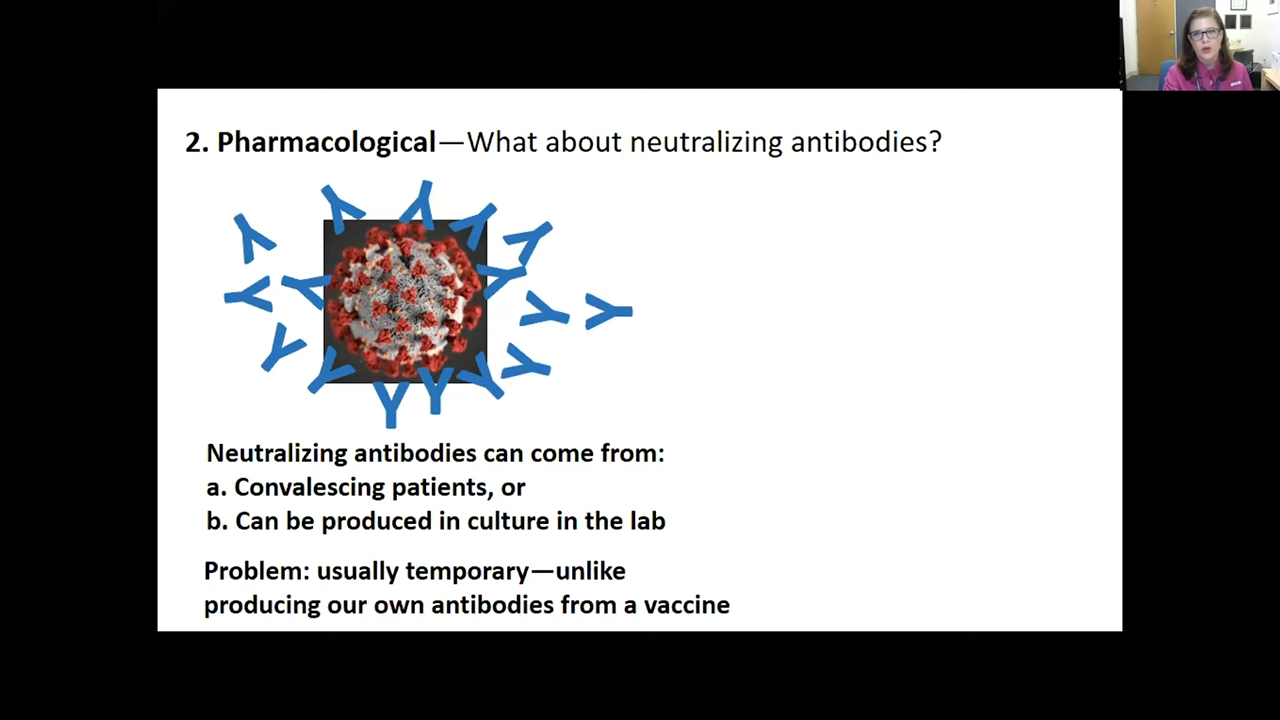 2. Pharmacological—What about neutralizing antibodies?
Neutralizing antibodies can come from:
a. Convalescing patients, or
b. Can be produced in culture in the lab
Problem: usually temporary—unlike
producing our own antibodies from a vaccine